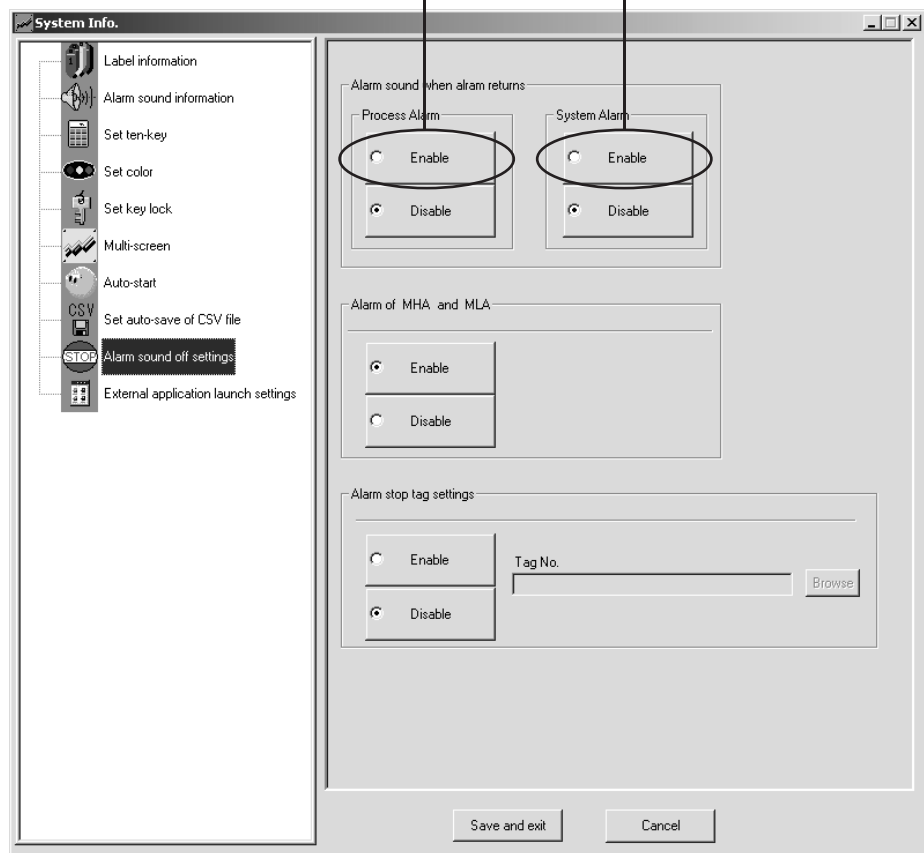 System Info.
Label information
Alarm sound information
Set ten-key
Set color
Set key lock
Multi-screen
Auto-start
CSV
Set auto-save of CSV file
STOP
Alarm sound off settings
External application launch settings
Alarm sound when alram returns
Process Alarm
System Alarm
Enable
Enable
Disable
Disable
Alarm of MHA and MLA
Enable
Disable
Alarm stop tag settings
Enable
Tag No.
Browse
Disable
Save and exit
Cancel